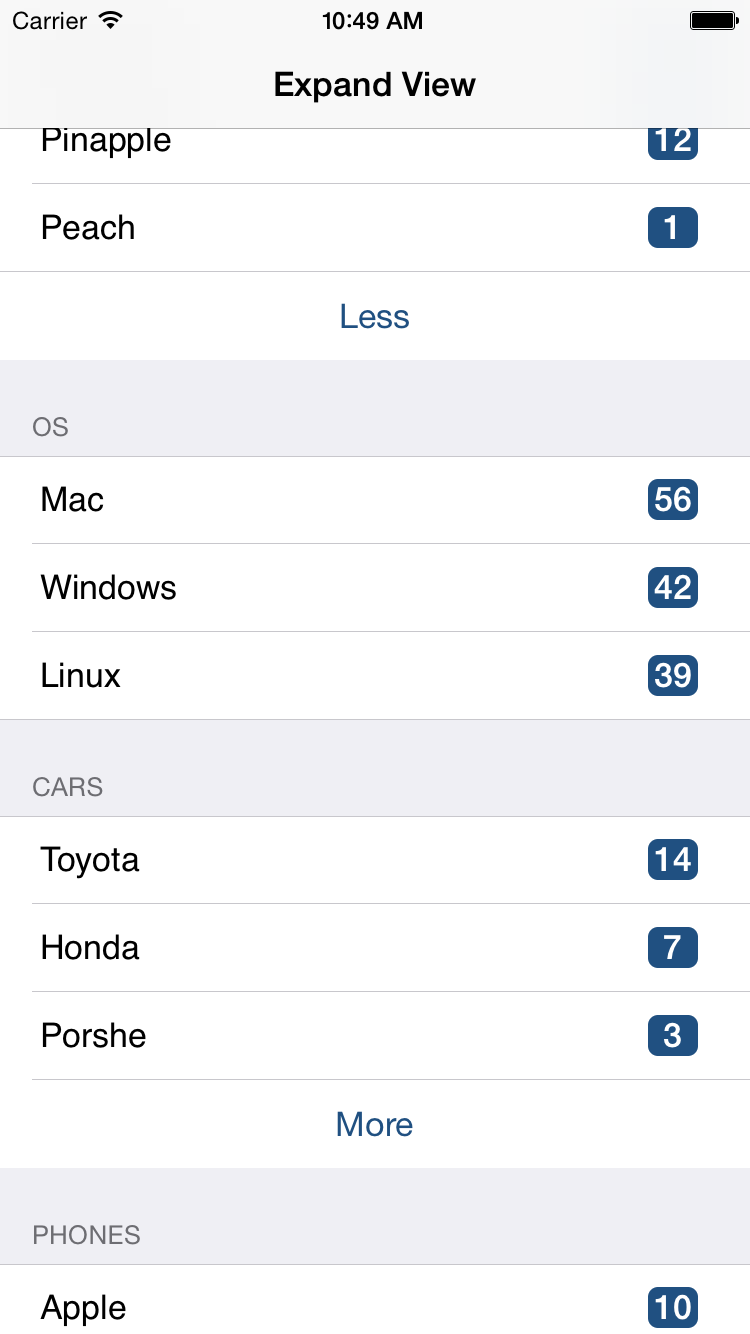 Carrier 10:49 AM
Expand View
Pinapple 12
Peach 1
Less
OS
Mac 56
Windows 42
Linux 39
CARS
Toyota 14
Honda 7
Porshe 3
More
PHONES
Apple 10